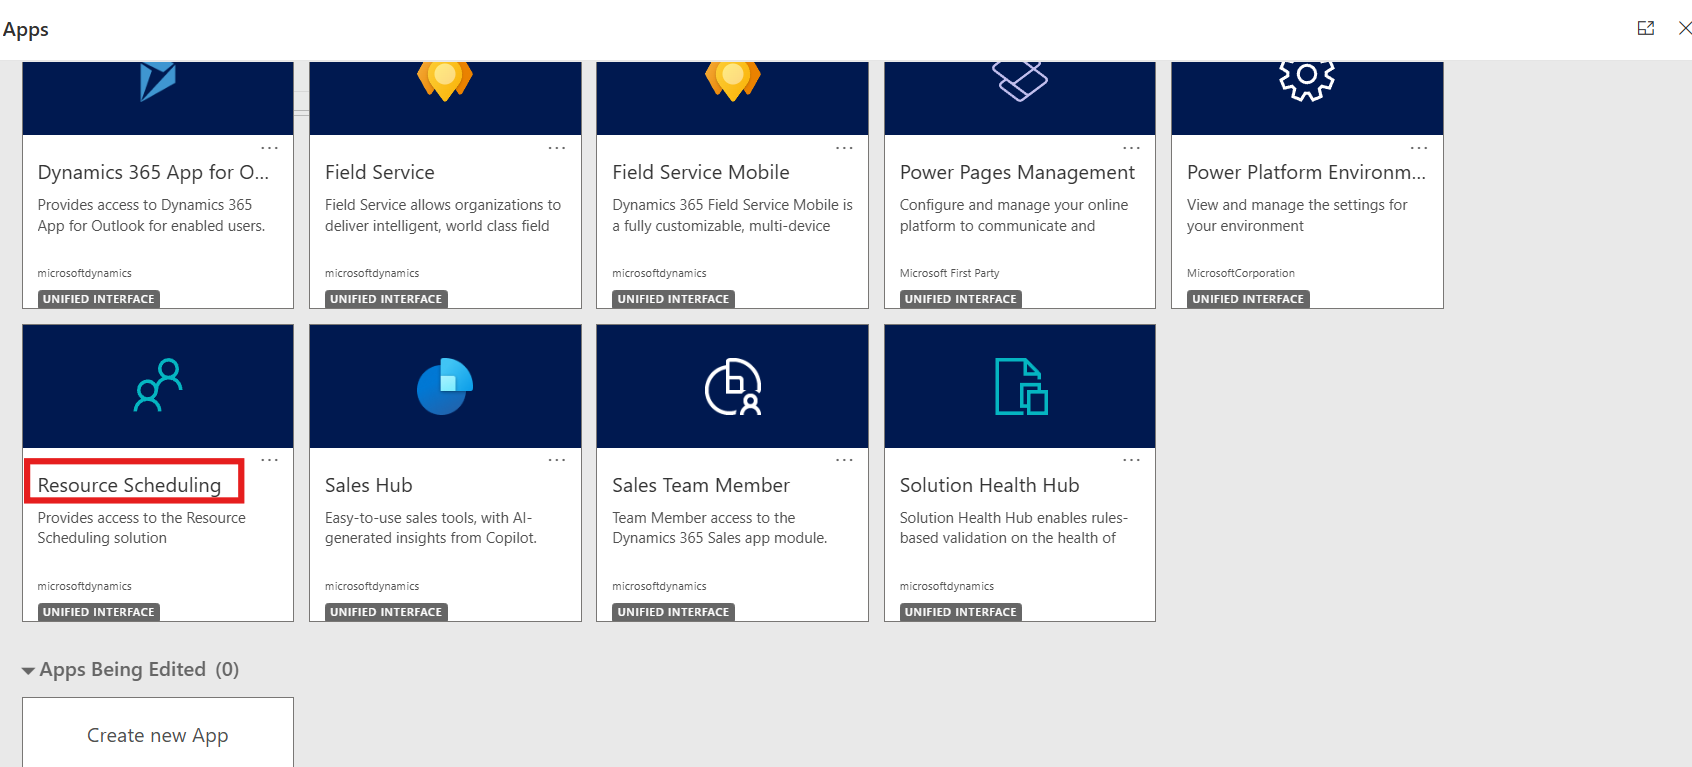 Apps
...
Dynamics 365 App for O...
Provides access to Dynamics 365
App for Outlook for enabled users.
microsoftdynamics
UNIFIED INTERFACE
...
Field Service
Field Service allows organizations to
deliver intelligent, world class field
microsoftdynamics
UNIFIED INTERFACE
...
Field Service Mobile
Dynamics 365 Field Service Mobile is
a fully customizable, multi-device
microsoftdynamics
UNIFIED INTERFACE
...
Power Pages Management
Configure and manage your online
platform to communicate and
Microsoft First Party
UNIFIED INTERFACE
...
Power Platform Environm...
View and manage the settings for
your environment
MicrosoftCorporation
UNIFIED INTERFACE
...
Resource Scheduling
Provides access to the Resource
Scheduling solution
microsoftdynamics
UNIFIED INTERFACE
...
Sales Hub
Easy-to-use sales tools, with AI-
generated insights from Copilot.
microsoftdynamics
UNIFIED INTERFACE
...
Sales Team Member
Team Member access to the
Dynamics 365 Sales app module.
microsoftdynamics
UNIFIED INTERFACE
...
Solution Health Hub
Solution Health Hub enables rules-
based validation on the health of
microsoftdynamics
UNIFIED INTERFACE
Apps Being Edited (0)
Create new App